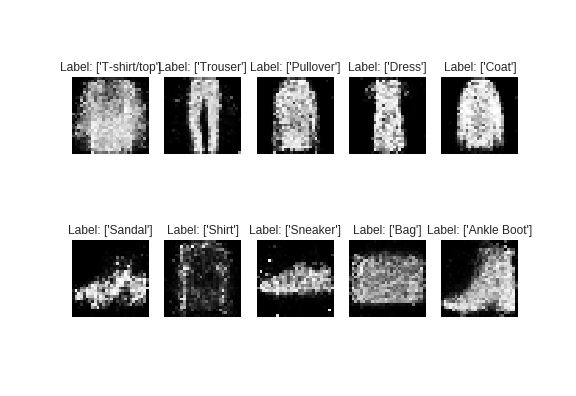 Label: ['T-shirt/top'] Label: ['Trouser'] Label: ['Pullover'] Label: ['Dress'] Label: ['Coat']
Label: ['Sandal'] Label: ['Shirt'] Label: ['Sneaker'] Label: ['Bag'] Label: ['Ankle Boot']